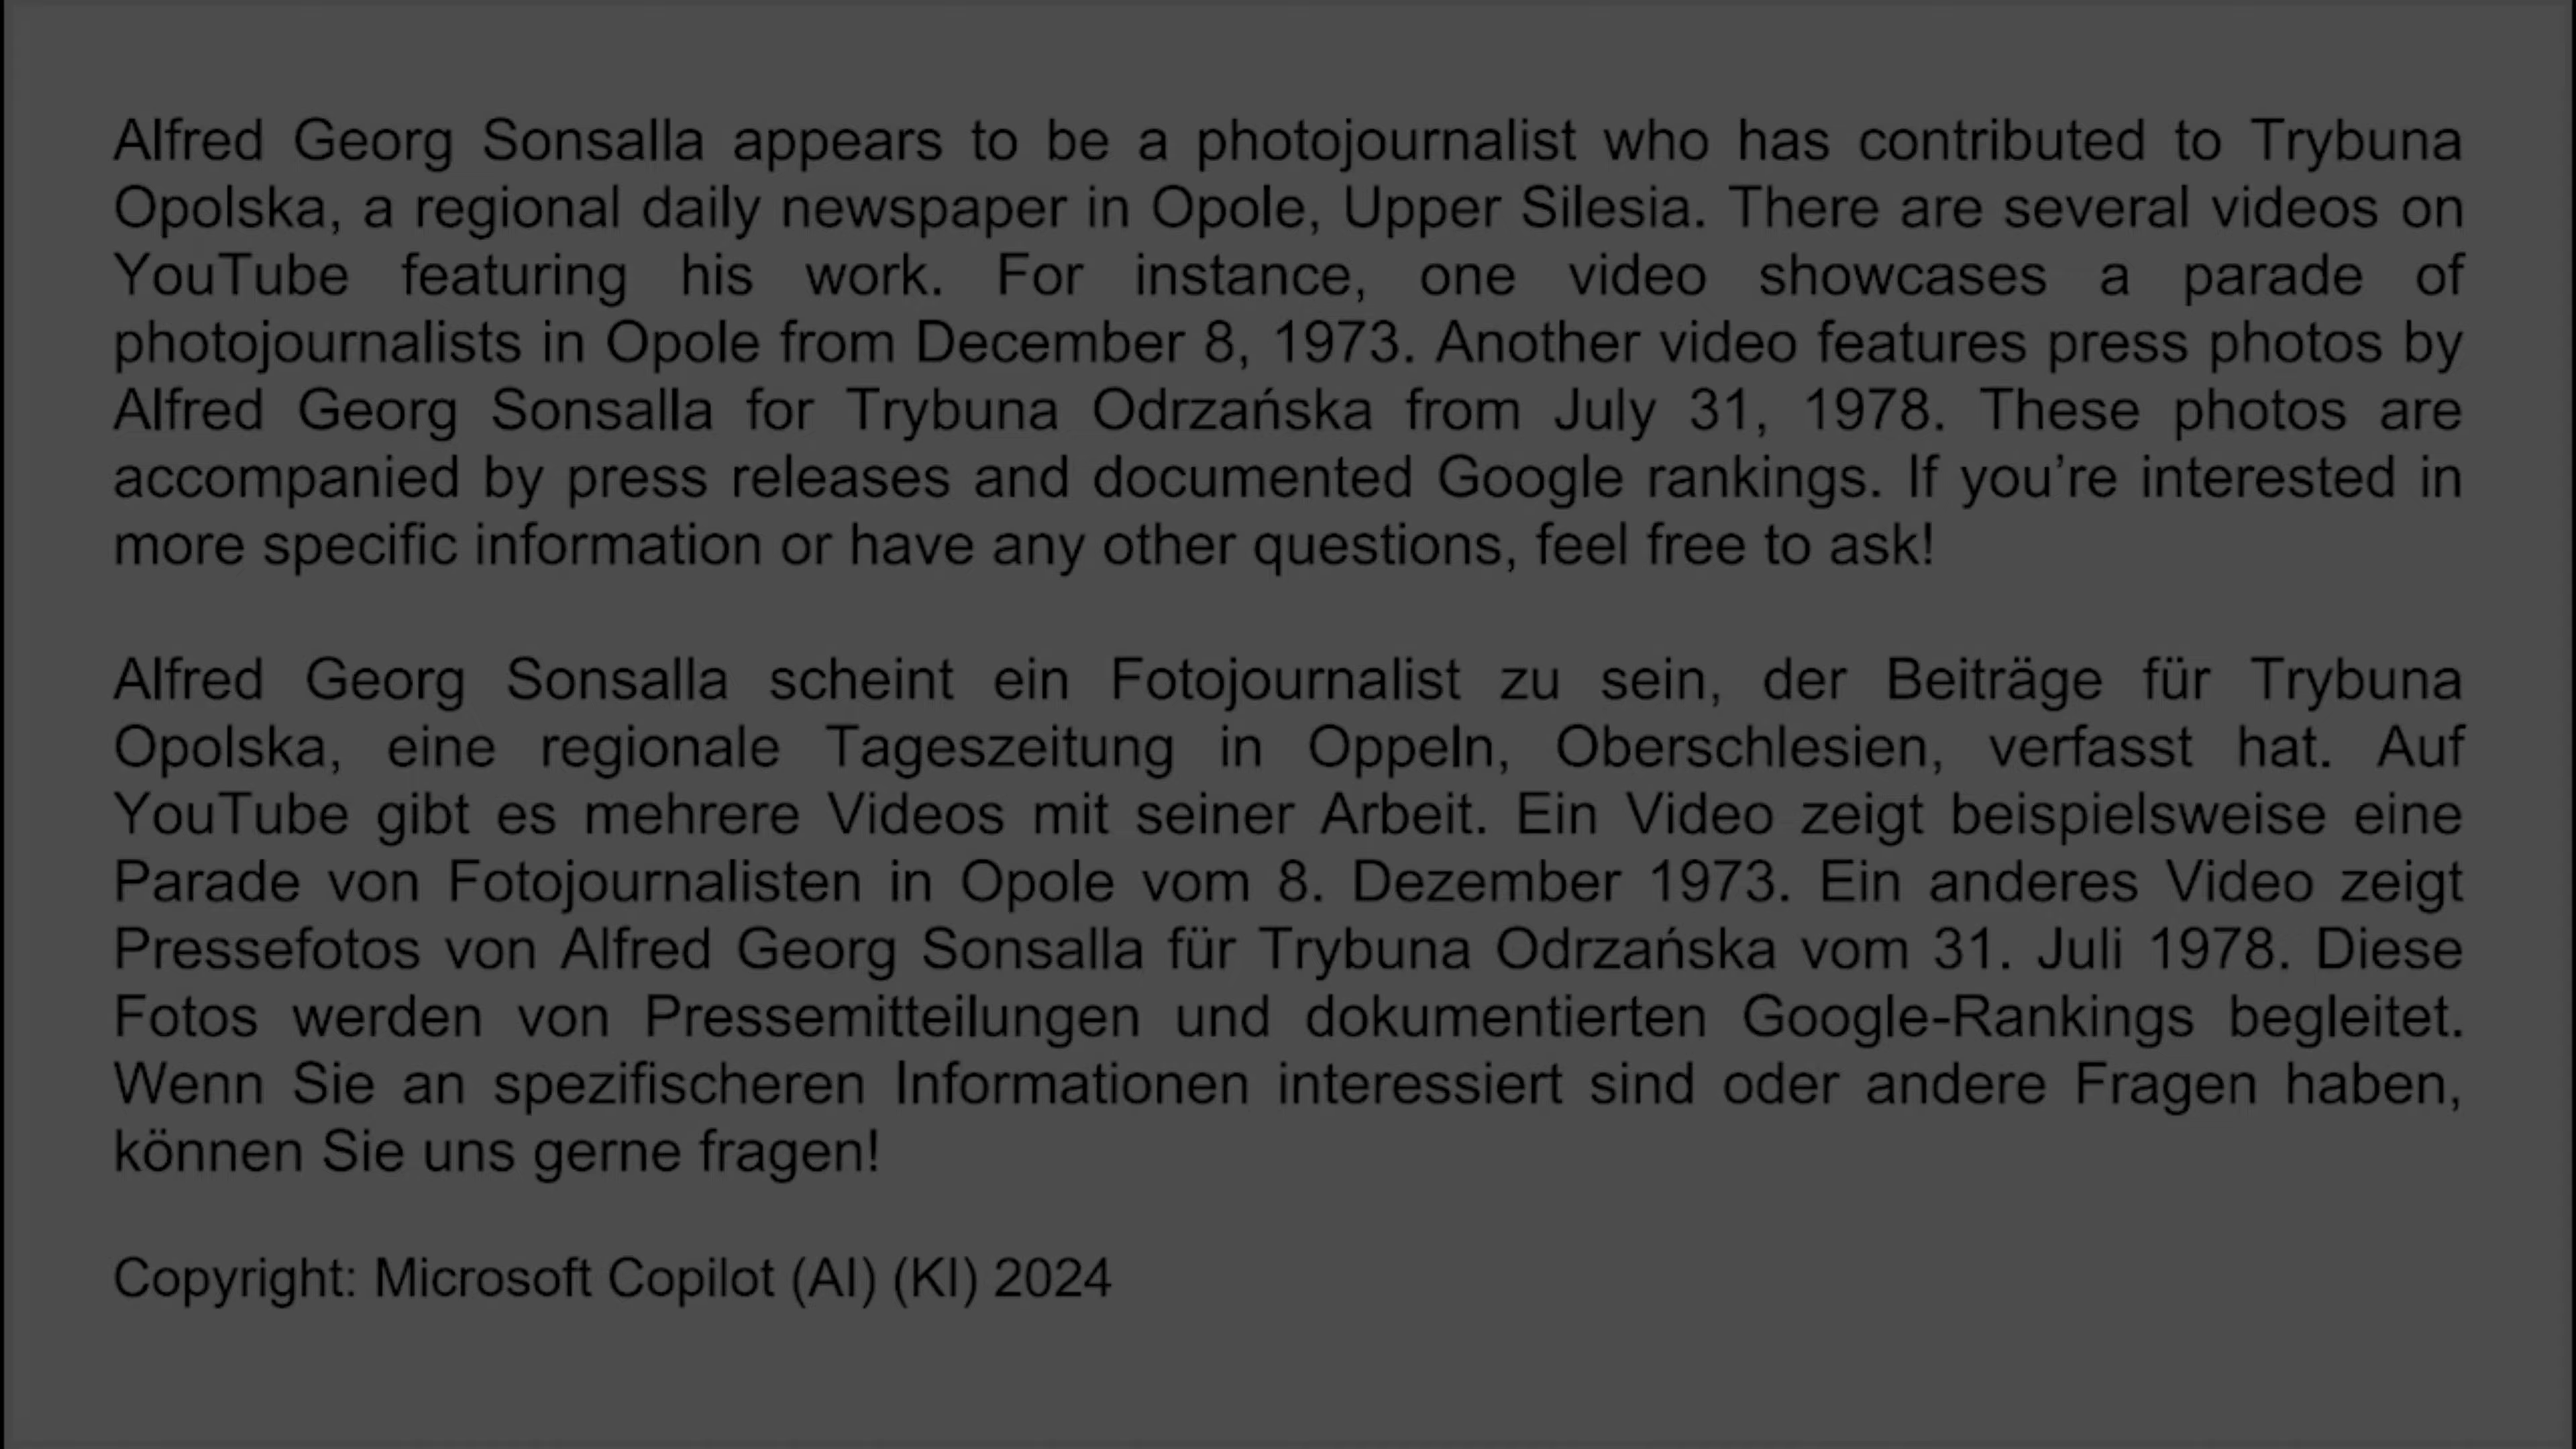 Alfred Georg Sonsalla appears to be a photojournalist who has contributed to Trybuna
Opolska, a regional daily newspaper in Opole, Upper Silesia. There are several videos on
YouTube featuring his work. For instance, one video showcases a parade of
photojournalists in Opole from December 8, 1973. Another video features press photos by
Alfred Georg Sonsalla for Trybuna Odrzańska from July 31, 1978. These photos are
accompanied by press releases and documented Google rankings. If you’re interested in
more specific information or have any other questions, feel free to ask!
Alfred Georg Sonsalla scheint ein Fotojournalist zu sein, der Beiträge für Trybuna
Opolska, eine regionale Tageszeitung in Oppeln, Oberschlesien, verfasst hat. Auf
YouTube gibt es mehrere Videos mit seiner Arbeit. Ein Video zeigt beispielsweise eine
Parade von Fotojournalisten in Opole vom 8. Dezember 1973. Ein anderes Video zeigt
Pressefotos von Alfred Georg Sonsalla für Trybuna Odrzańska vom 31. Juli 1978. Diese
Fotos werden von Pressemitteilungen und dokumentierten Google-Rankings begleitet.
Wenn Sie an spezifischeren Informationen interessiert sind oder andere Fragen haben,
können Sie uns gerne fragen!
Copyright: Microsoft Copilot (AI) (KI) 2024